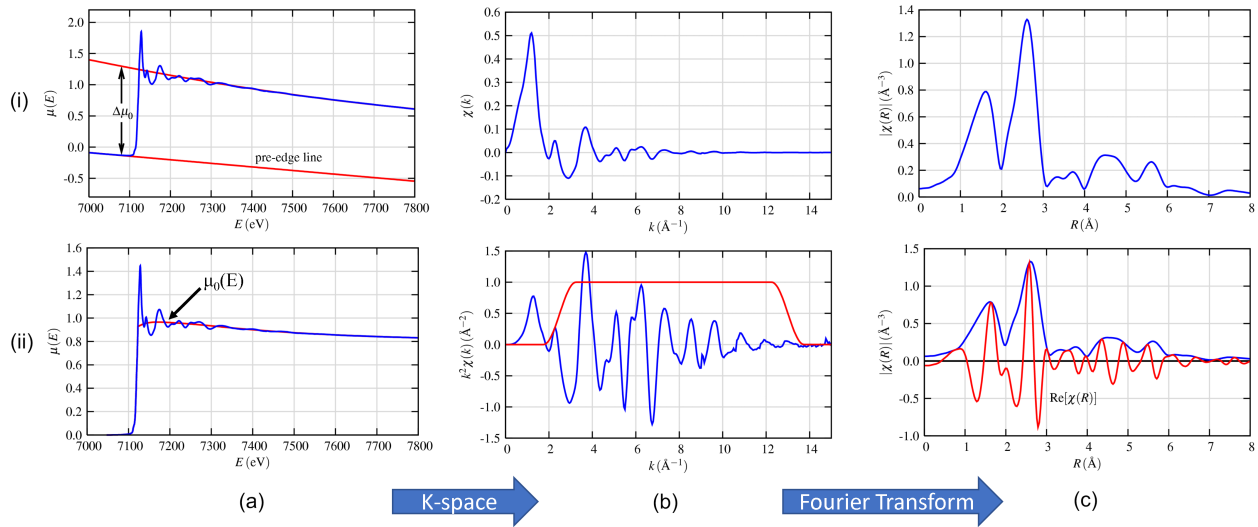 (i)
2.0
1.5
1.0
0.5
0.0
-0.5
μ(E)
Δμ₀
pre-edge line
7000 7100 7200 7300 7400 7500 7600 7700 7800
E (eV)
0.6
0.5
0.4
0.3
0.2
0.1
0.0
-0.1
-0.2
χ(k)
0 2 4 6 8 10 12 14
k (Å⁻¹)
1.4
1.2
1.0
0.8
0.6
0.4
0.2
0.0
|χ(R)| (Å⁻³)
0 1 2 3 4 5 6 7 8
R (Å)
(ii)
1.6
1.4
1.2
1.0
0.8
0.6
0.4
0.2
0.0
μ(E)
μ₀(E)
7000 7100 7200 7300 7400 7500 7600 7700 7800
E (eV)
1.5
1.0
0.5
0.0
-0.5
-1.0
-1.5
k²χ(k) (Å⁻²)
0 2 4 6 8 10 12 14
k (Å⁻¹)
1.5
1.0
0.5
0.0
-0.5
-1.0
|χ(R)| (Å⁻³)
Re[χ(R)]
0 1 2 3 4 5 6 7 8
R (Å)
(a)
K-space
(b)
Fourier Transform
(c)